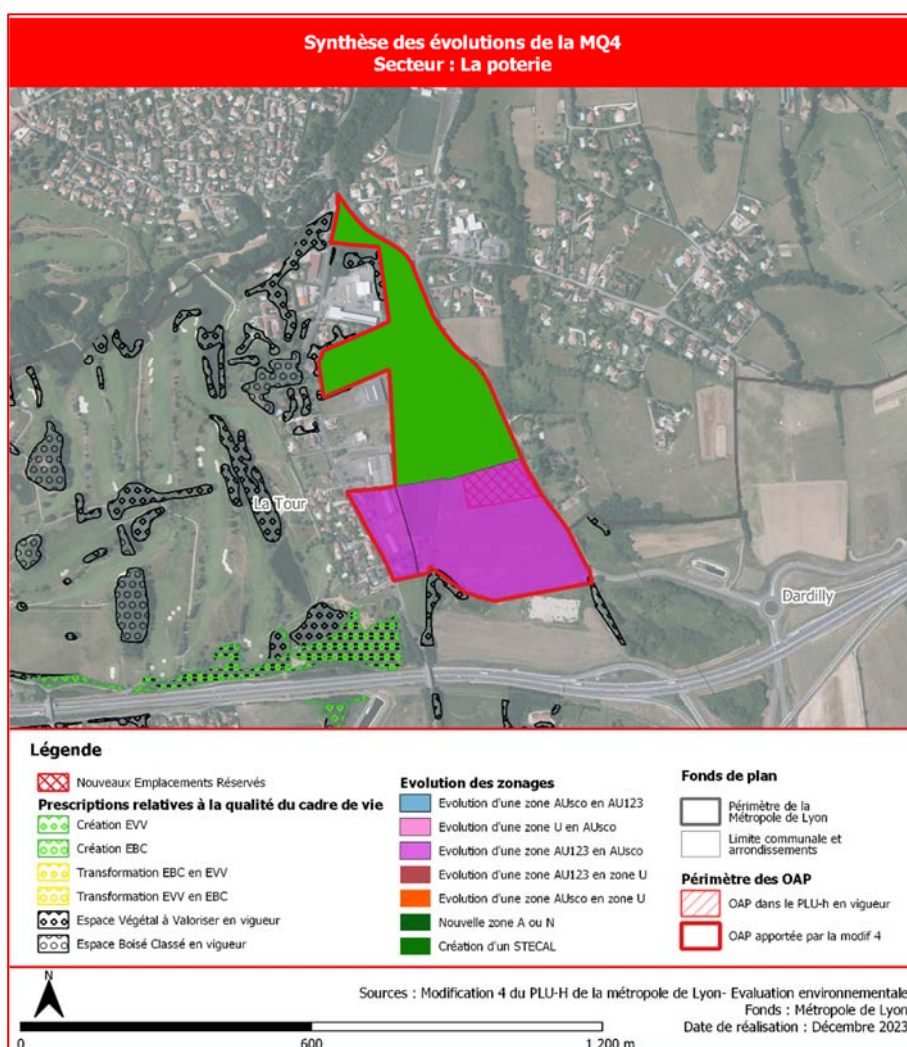 Synthèse des évolutions de la MQ4
Secteur : La poterie
La Tour
Dardilly
Légende
Nouveaux Emplacements Réservés
Prescriptions relatives à la qualité du cadre de vie
Création EVV
Création EBC
Transformation EBC en EVV
Transformation EVV en EBC
Espace Végétal à Valoriser en vigueur
Espace Boisé Classé en vigueur
Evolution des zonages
Evolution d'une zone AUsco en AU123
Evolution d'une zone U en AUsco
Evolution d'une zone AU123 en AUsco
Evolution d'une zone AU123 en zone U
Evolution d'une zone AUsco en zone U
Nouvelle zone A ou N
Création d'un STECAL
Fonds de plan
Périmètre de la
Métropole de Lyon
Limite communale et
arrondissements
Périmètre des OAP
OAP dans le PLU-h en vigueur
OAP apportée par la modif 4
N
0
600
1 200 m
Sources : Modification 4 du PLU-H de la métropole de Lyon- Evaluation environnementale
Fonds : Métropole de Lyon
Date de réalisation : Décembre 2023